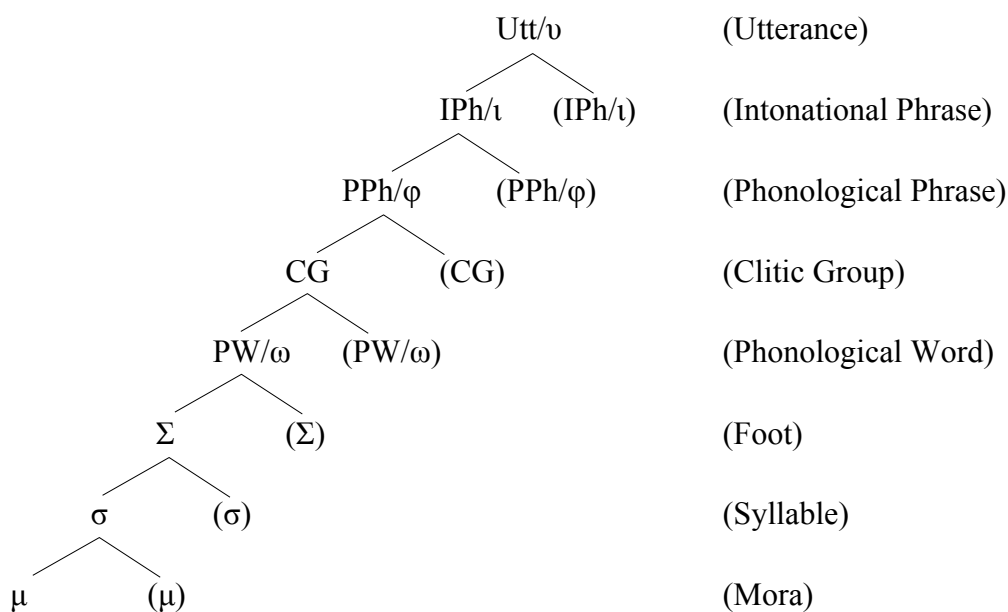 Utt/υ (Utterance)
IPh/ι (IPh/ι) (Intonational Phrase)
PPh/φ (PPh/φ) (Phonological Phrase)
CG (CG) (Clitic Group)
PW/ω (PW/ω) (Phonological Word)
Σ (Σ) (Foot)
σ (σ) (Syllable)
μ (μ) (Mora)